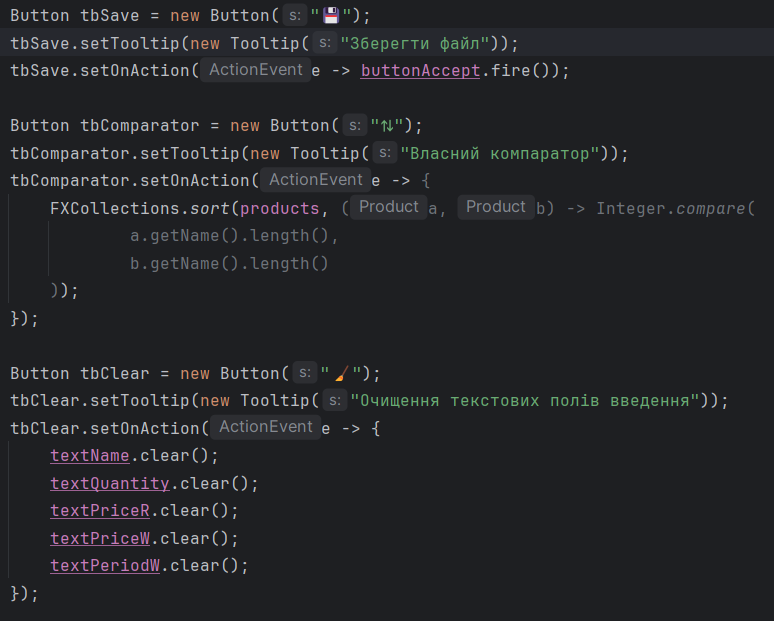 Button tbSave = new Button( s: "💾");
tbSave.setTooltip(new Tooltip( s: "Зберегти файл"));
tbSave.setOnAction( ActionEvent e -> buttonAccept.fire());
Button tbComparator = new Button( s: "⇅");
tbComparator.setTooltip(new Tooltip( s: "Власний компаратор"));
tbComparator.setOnAction( ActionEvent e -> {
FXCollections.sort(products, ( Product a, Product b) -> Integer.compare(
a.getName().length(),
b.getName().length()
));
});
Button tbClear = new Button( s: "🧹");
tbClear.setTooltip(new Tooltip( s: "Очищення текстових полів введення"));
tbClear.setOnAction( ActionEvent e -> {
textName.clear();
textQuantity.clear();
textPriceR.clear();
textPriceW.clear();
textPeriodW.clear();
});